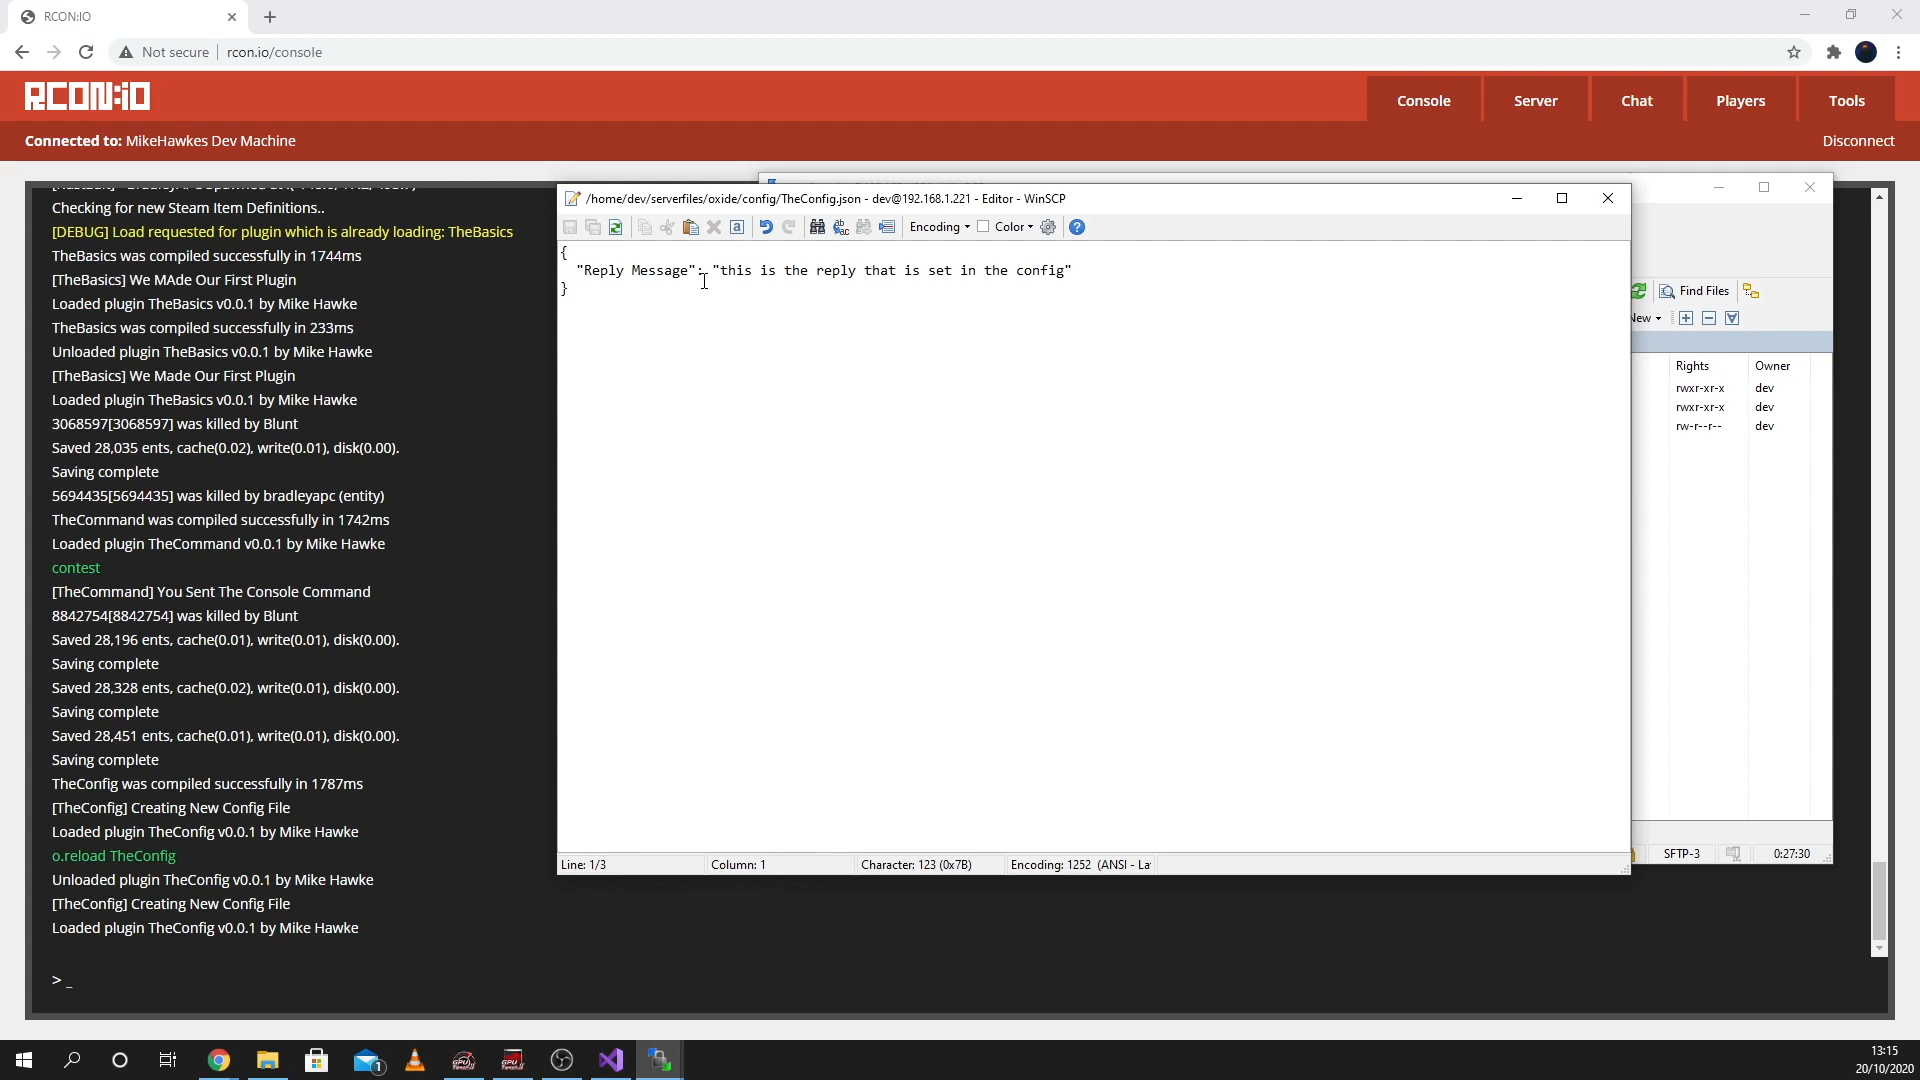 RCON:IO
Not secure
rcon.io/console
RCON:IO
Console
Server
Chat
Players
Tools
Connected to: MikeHawkes Dev Machine
Disconnect
Checking for new Steam Item Definitions..
[DEBUG] Load requested for plugin which is already loading: TheBasics
TheBasics was compiled successfully in 1744ms
[TheBasics] We MAde Our First Plugin
Loaded plugin TheBasics v0.0.1 by Mike Hawke
TheBasics was compiled successfully in 233ms
Unloaded plugin TheBasics v0.0.1 by Mike Hawke
[TheBasics] We Made Our First Plugin
Loaded plugin TheBasics v0.0.1 by Mike Hawke
3068597[3068597] was killed by Blunt
Saved 28,035 ents, cache(0.02), write(0.01), disk(0.00).
Saving complete
5694435[5694435] was killed by bradleyapc (entity)
TheCommand was compiled successfully in 1742ms
Loaded plugin TheCommand v0.0.1 by Mike Hawke
contest
[TheCommand] You Sent The Console Command
8842754[8842754] was killed by Blunt
Saved 28,196 ents, cache(0.01), write(0.01), disk(0.00).
Saving complete
Saved 28,328 ents, cache(0.02), write(0.01), disk(0.00).
Saving complete
Saved 28,451 ents, cache(0.01), write(0.01), disk(0.00).
Saving complete
TheConfig was compiled successfully in 1787ms
[TheConfig] Creating New Config File
Loaded plugin TheConfig v0.0.1 by Mike Hawke
o.reload TheConfig
Unloaded plugin TheConfig v0.0.1 by Mike Hawke
[TheConfig] Creating New Config File
Loaded plugin TheConfig v0.0.1 by Mike Hawke
> _
/home/dev/serverfiles/oxide/config/TheConfig.json - dev@192.168.1.221 - Editor - WinSCP
Encoding
Color
{
"Reply Message": "this is the reply that is set in the config"
}
Line: 1/3
Column: 1
Character: 123 (0x7B)
Encoding: 1252 (ANSI - La
Find Files
New
Rights
Owner
rwxr-xr-x
dev
rwxr-xr-x
dev
rw-r--r--
dev
SFTP-3
0:27:30
1
13:15
20/10/2020